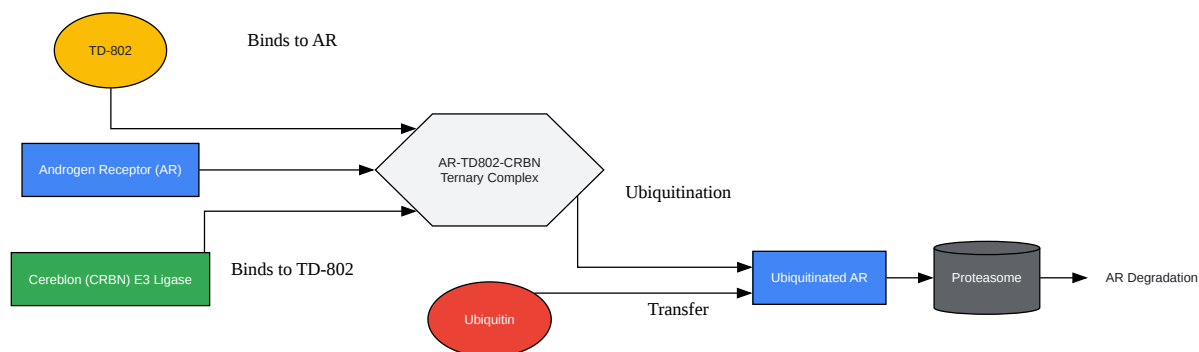 Binds to AR
TD-802
AR-TD802-CRBN
Ternary Complex
Androgen Receptor (AR)
Ubiquitination
Binds to TD-802
Cereblon (CRBN) E3 Ligase
Ubiquitinated AR
Proteasome
AR Degradation
Transfer
Ubiquitin